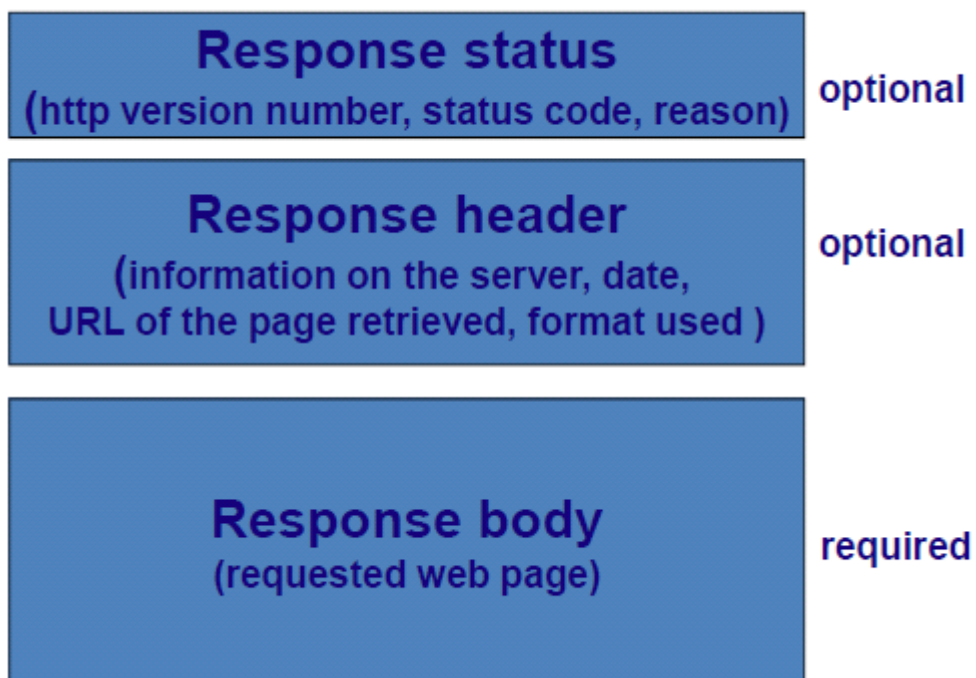 Response status
(http version number, status code, reason)
optional
Response header
(information on the server, date,
URL of the page retrieved, format used )
optional
Response body
(requested web page)
required